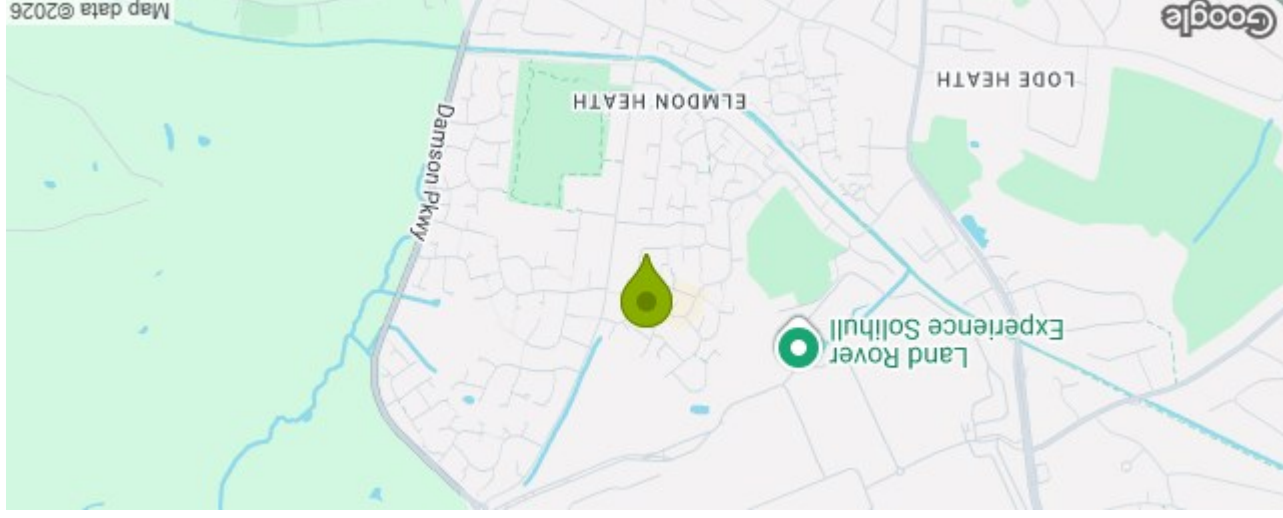 Land Rover
Experience Solihull
Damson Pkwy
ELMDON HEATH
LODE HEATH
Google
Map data ©2026